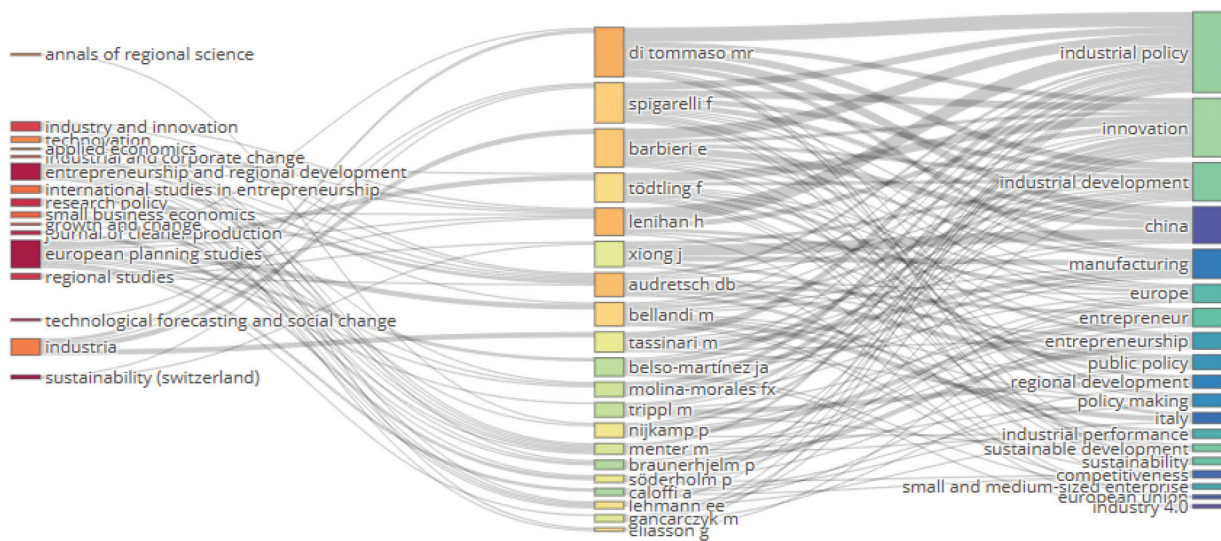 annals of regional science
industry and innovation
technovation
applied economics
industrial and corporate change
entrepreneurship and regional development
international studies in entrepreneurship
research policy
small business economics
growth and change
journal of cleaner production
european planning studies
regional studies
technological forecasting and social change
industria
sustainability (switzerland)
di tommaso mr
spigarelli f
barbieri e
tödtling f
lenihan h
xiong j
audretsch db
bellandi m
tassinari m
belso-martínez ja
molina-morales fx
trippl m
nijkamp p
menter m
braunerhjelm p
söderholm p
caloffi a
lehmann ee
gancarczyk m
eliasson g
industrial policy
innovation
industrial development
china
manufacturing
europe
entrepreneur
entrepreneurship
public policy
regional development
policy making
italy
industrial performance
sustainable development
sustainability
competitiveness
small and medium-sized enterprise
european union
industry 4.0